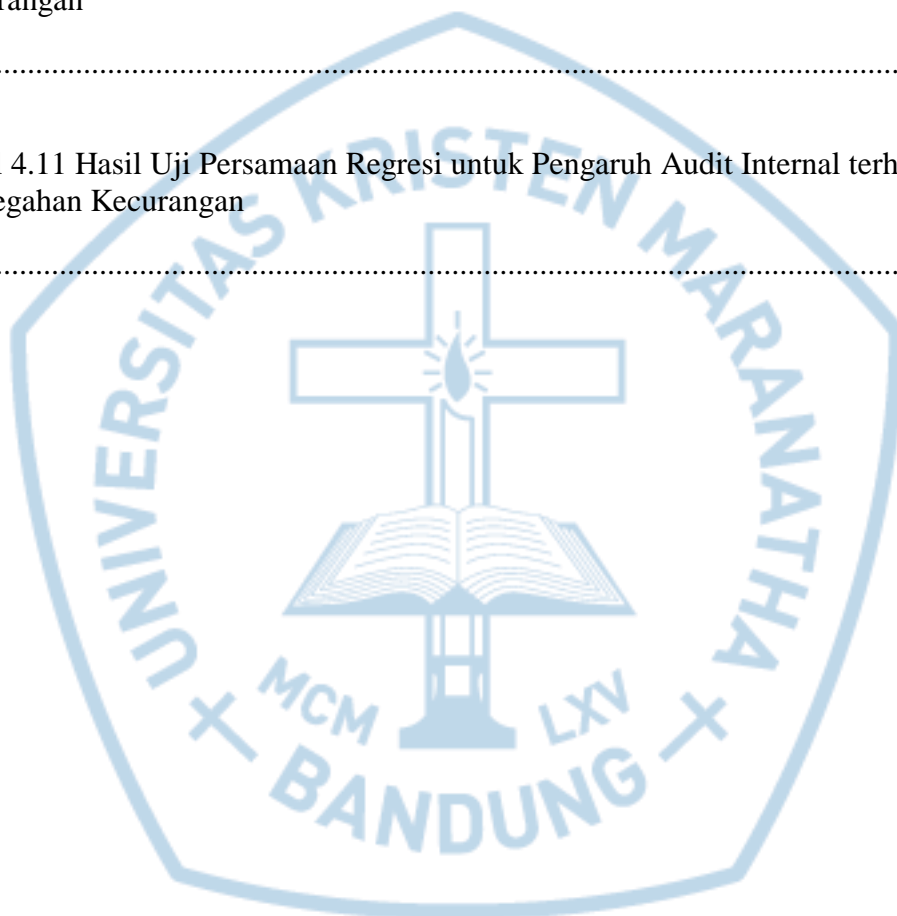 rangan
....................................................................................................................
4.11 Hasil Uji Persamaan Regresi untuk Pengaruh Audit Internal terh
egahan Kecurangan
....................................................................................................................
UNIVERSITAS KRISTEN MARANATHA
MCM LXV
BANDUNG